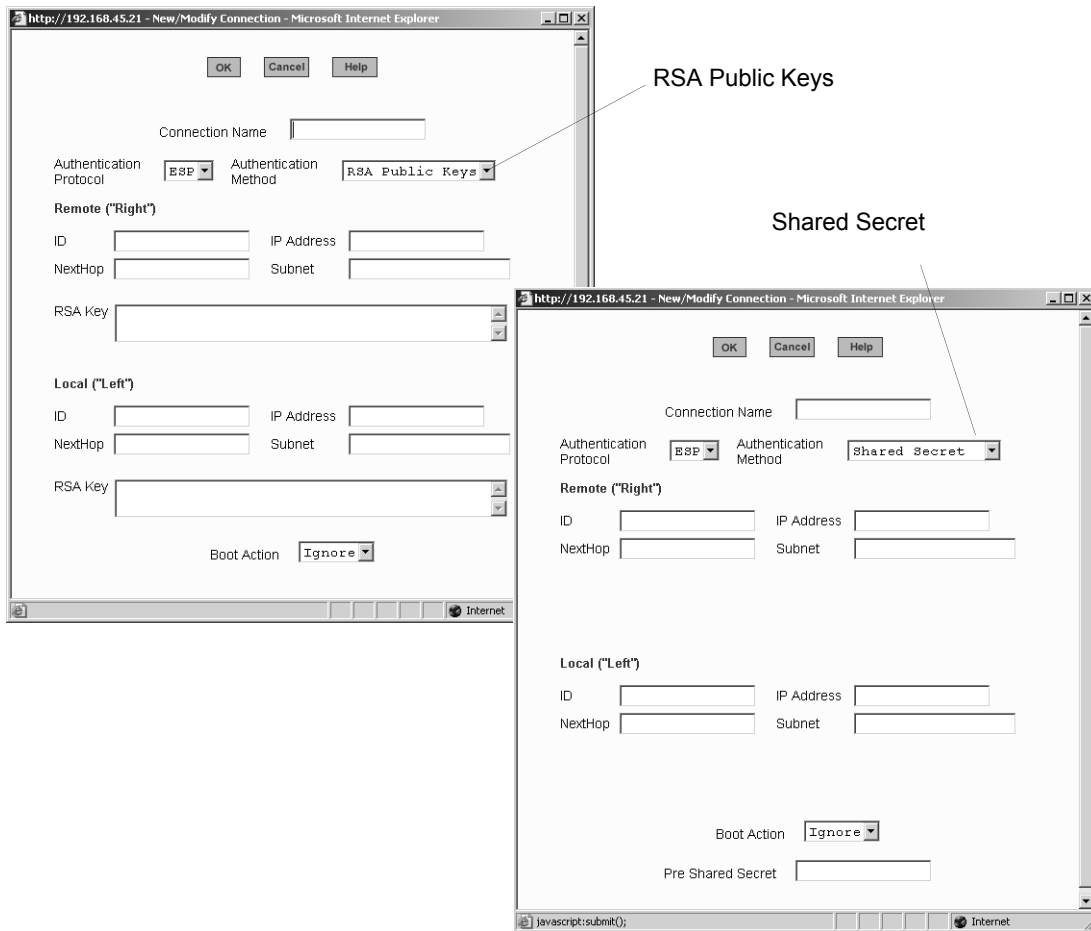 http://192.168.45.21 - New/Modify Connection - Microsoft Internet Explorer
OK Cancel Help
Connection Name
Authentication Protocol ESP Authentication Method RSA Public Keys
Remote ("Right")
ID IP Address
NextHop Subnet
RSA Key
Local ("Left")
ID IP Address
NextHop Subnet
RSA Key
Boot Action Ignore
Internet
RSA Public Keys
Shared Secret
http://192.168.45.21 - New/Modify Connection - Microsoft Internet Explorer
OK Cancel Help
Connection Name
Authentication Protocol ESP Authentication Method Shared Secret
Remote ("Right")
ID IP Address
NextHop Subnet
Local ("Left")
ID IP Address
NextHop Subnet
Boot Action Ignore
Pre Shared Secret
javascript:submit(); Internet